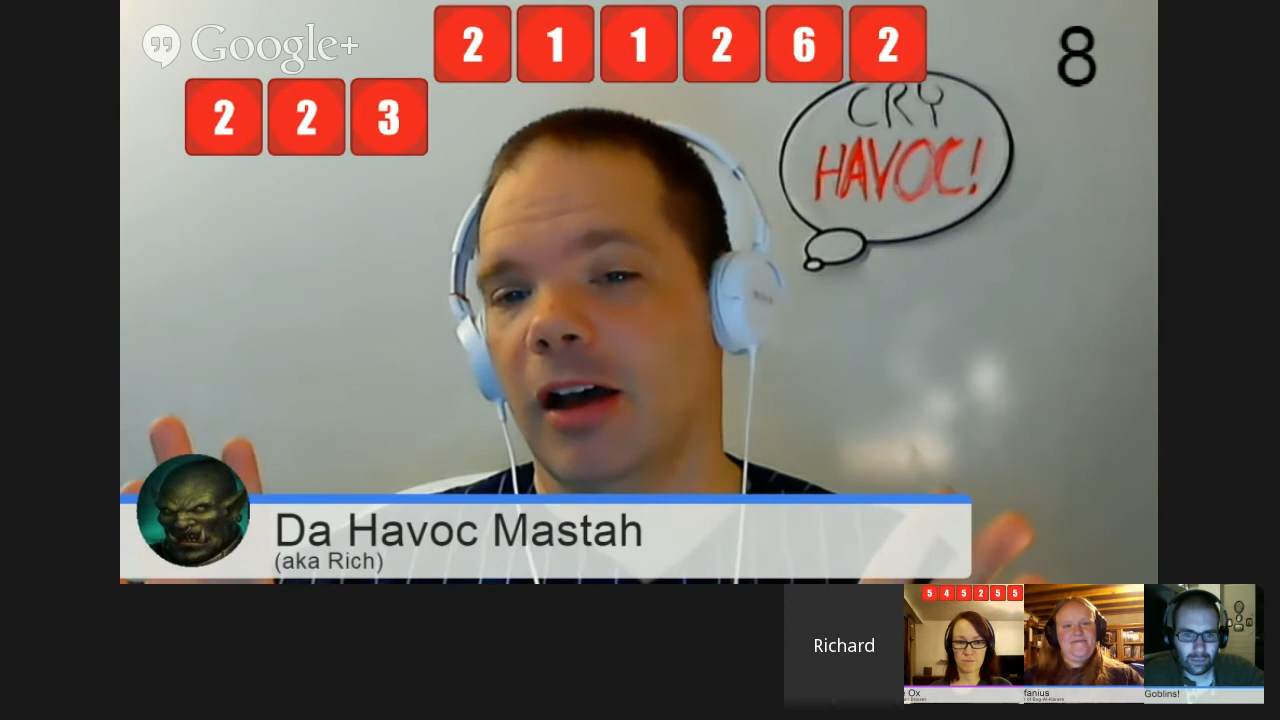 Google+
2 1 1 2 6 2
8
2 2 3
CRY
HAVOC!
Da Havoc Mastah
(aka Rich)
Richard
5 4 5 2 5 5
Ox
fanius
Goblins!